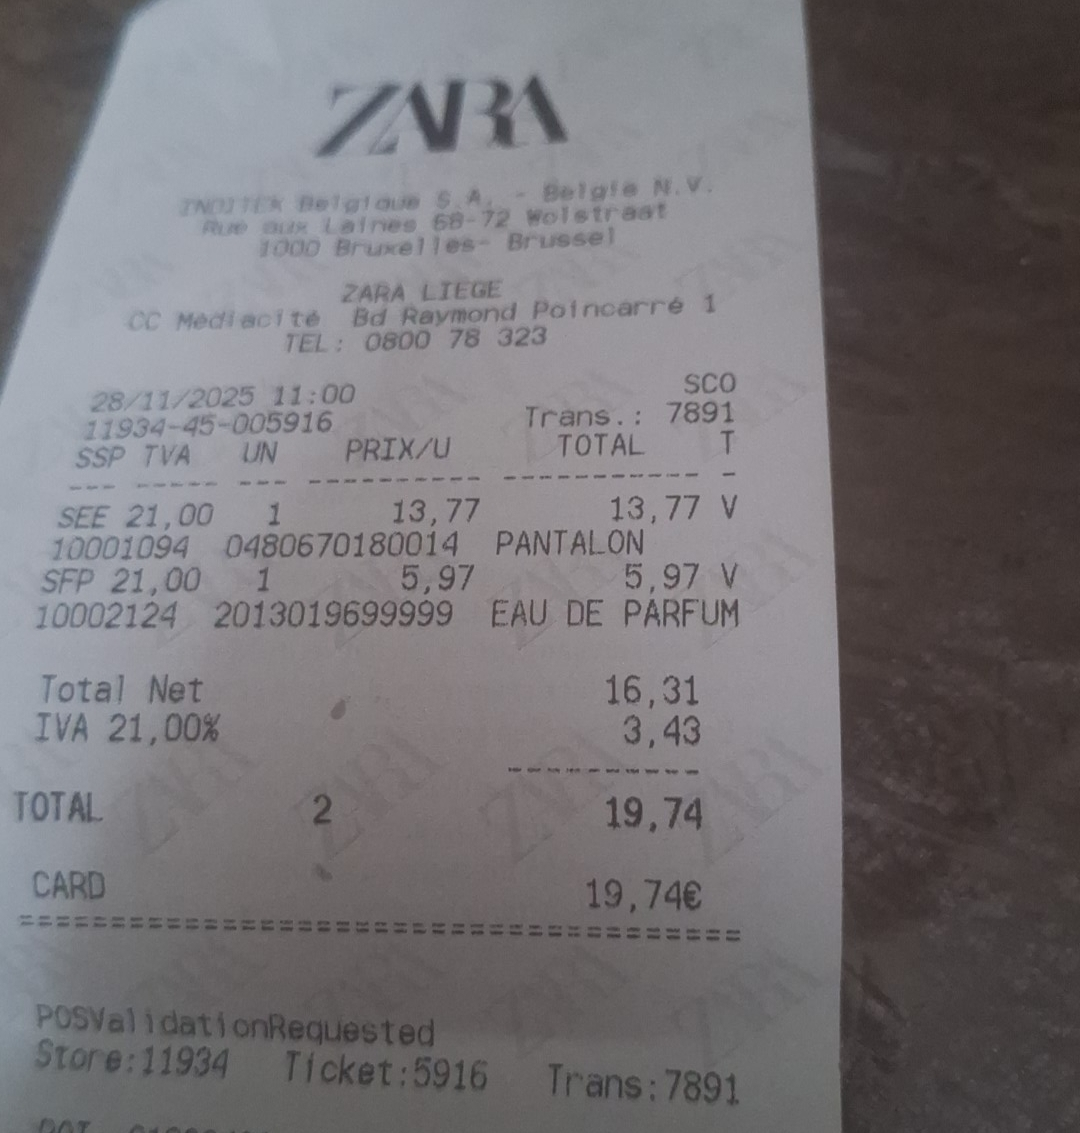 ZARA
INDITEX Belgique S.A. - Belgie N.V.
Rue aux Laines 68-72 Wolstraat
1000 Bruxelles- Brussel
ZARA LIEGE
CC Médiacité Bd Raymond Poincarré 1
TEL: 0800 78 323
28/11/2025 11:00 SCO
11934-45-005916 Trans.: 7891
SSP TVA UN PRIX/U TOTAL T
--- ----- --- ---------- ---------- -
SEE 21,00 1 13,77 13,77 V
10001094 0480670180014 PANTALON
SFP 21,00 1 5,97 5,97 V
10002124 2013019699999 EAU DE PARFUM
Total Net 16,31
IVA 21,00% 3,43
----------
TOTAL 2 19,74
CARD 19,74€
========================================
POSValidationRequested
Store:11934 Ticket:5916 Trans:7891